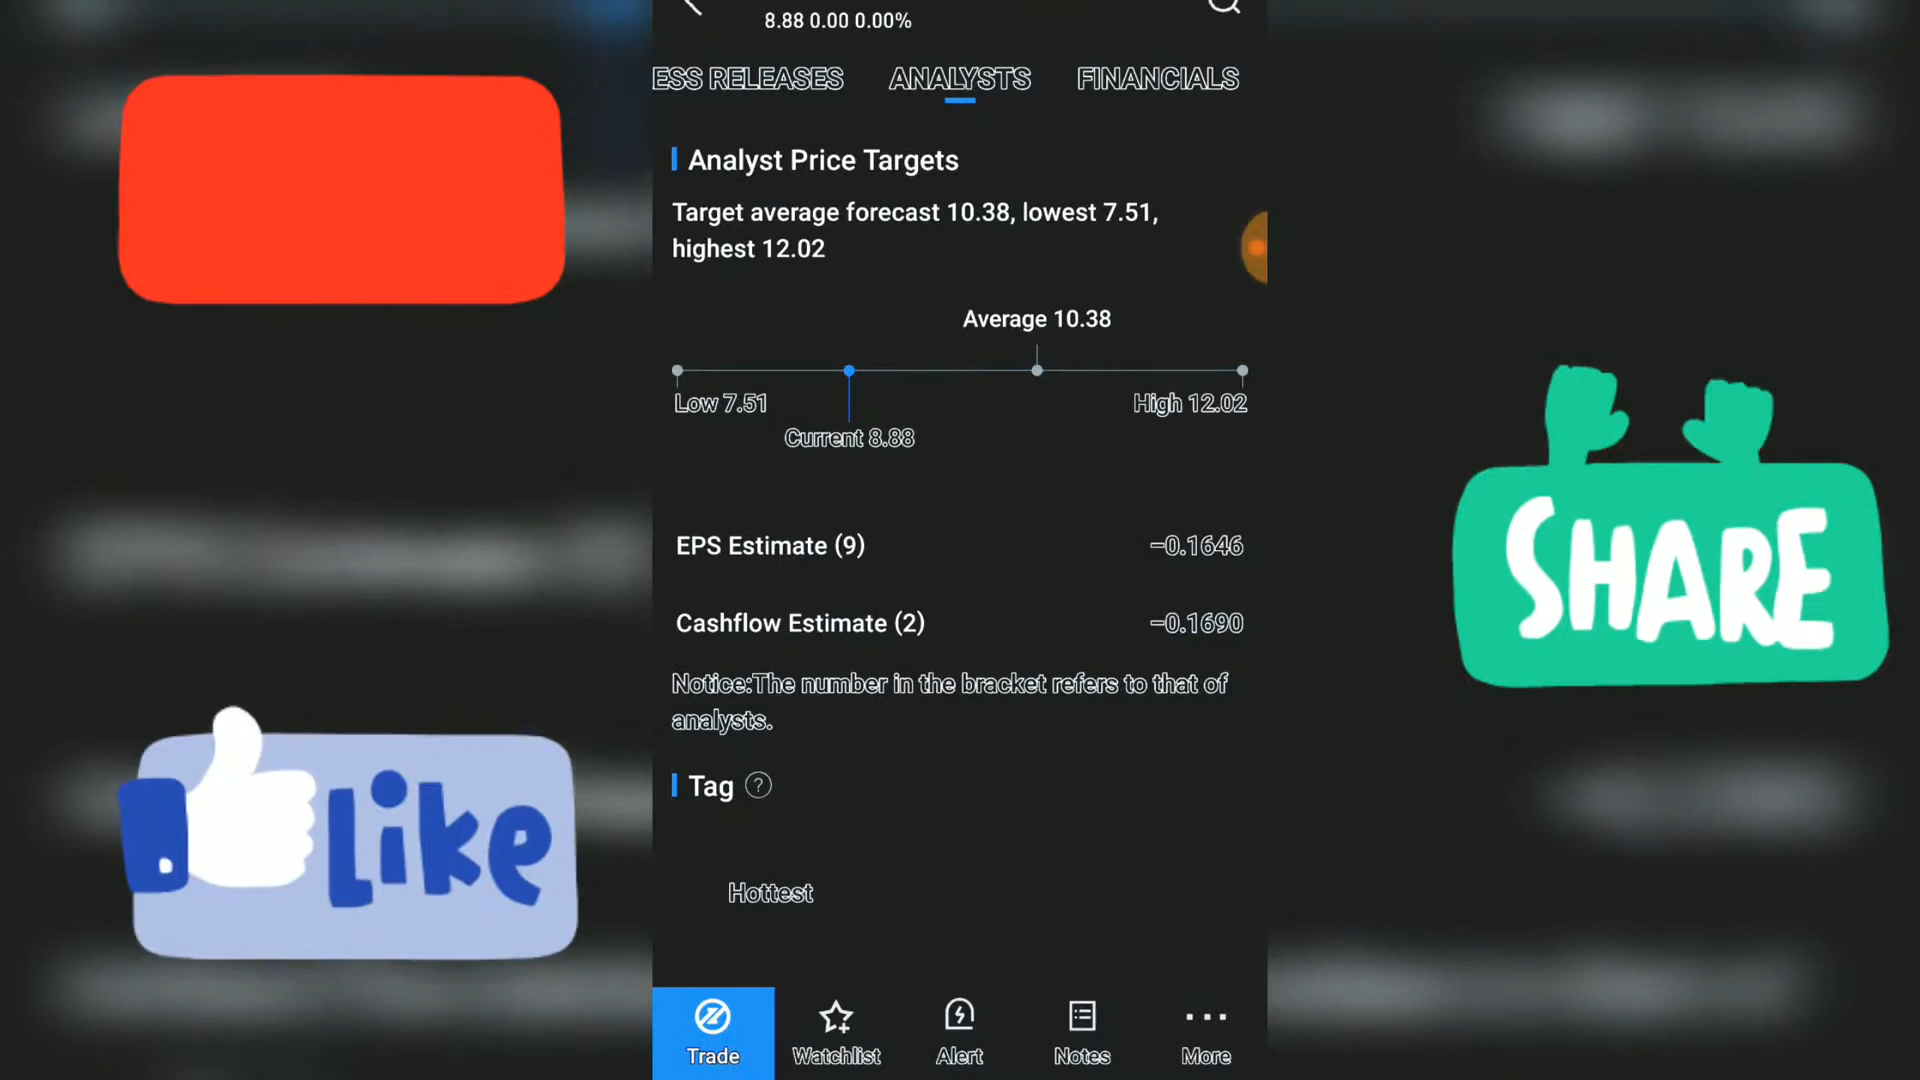 8.88 0.00 0.00%
ESS RELEASES ANALYSTS FINANCIALS
Analyst Price Targets
Target average forecast 10.38, lowest 7.51,
highest 12.02
Average 10.38
Low 7.51
High 12.02
Current 8.88
EPS Estimate (9) -0.1646
Cashflow Estimate (2) -0.1690
Notice:The number in the bracket refers to that of
analysts.
Tag ?
Hottest
Trade Watchlist Alert Notes More
Like
SHARE